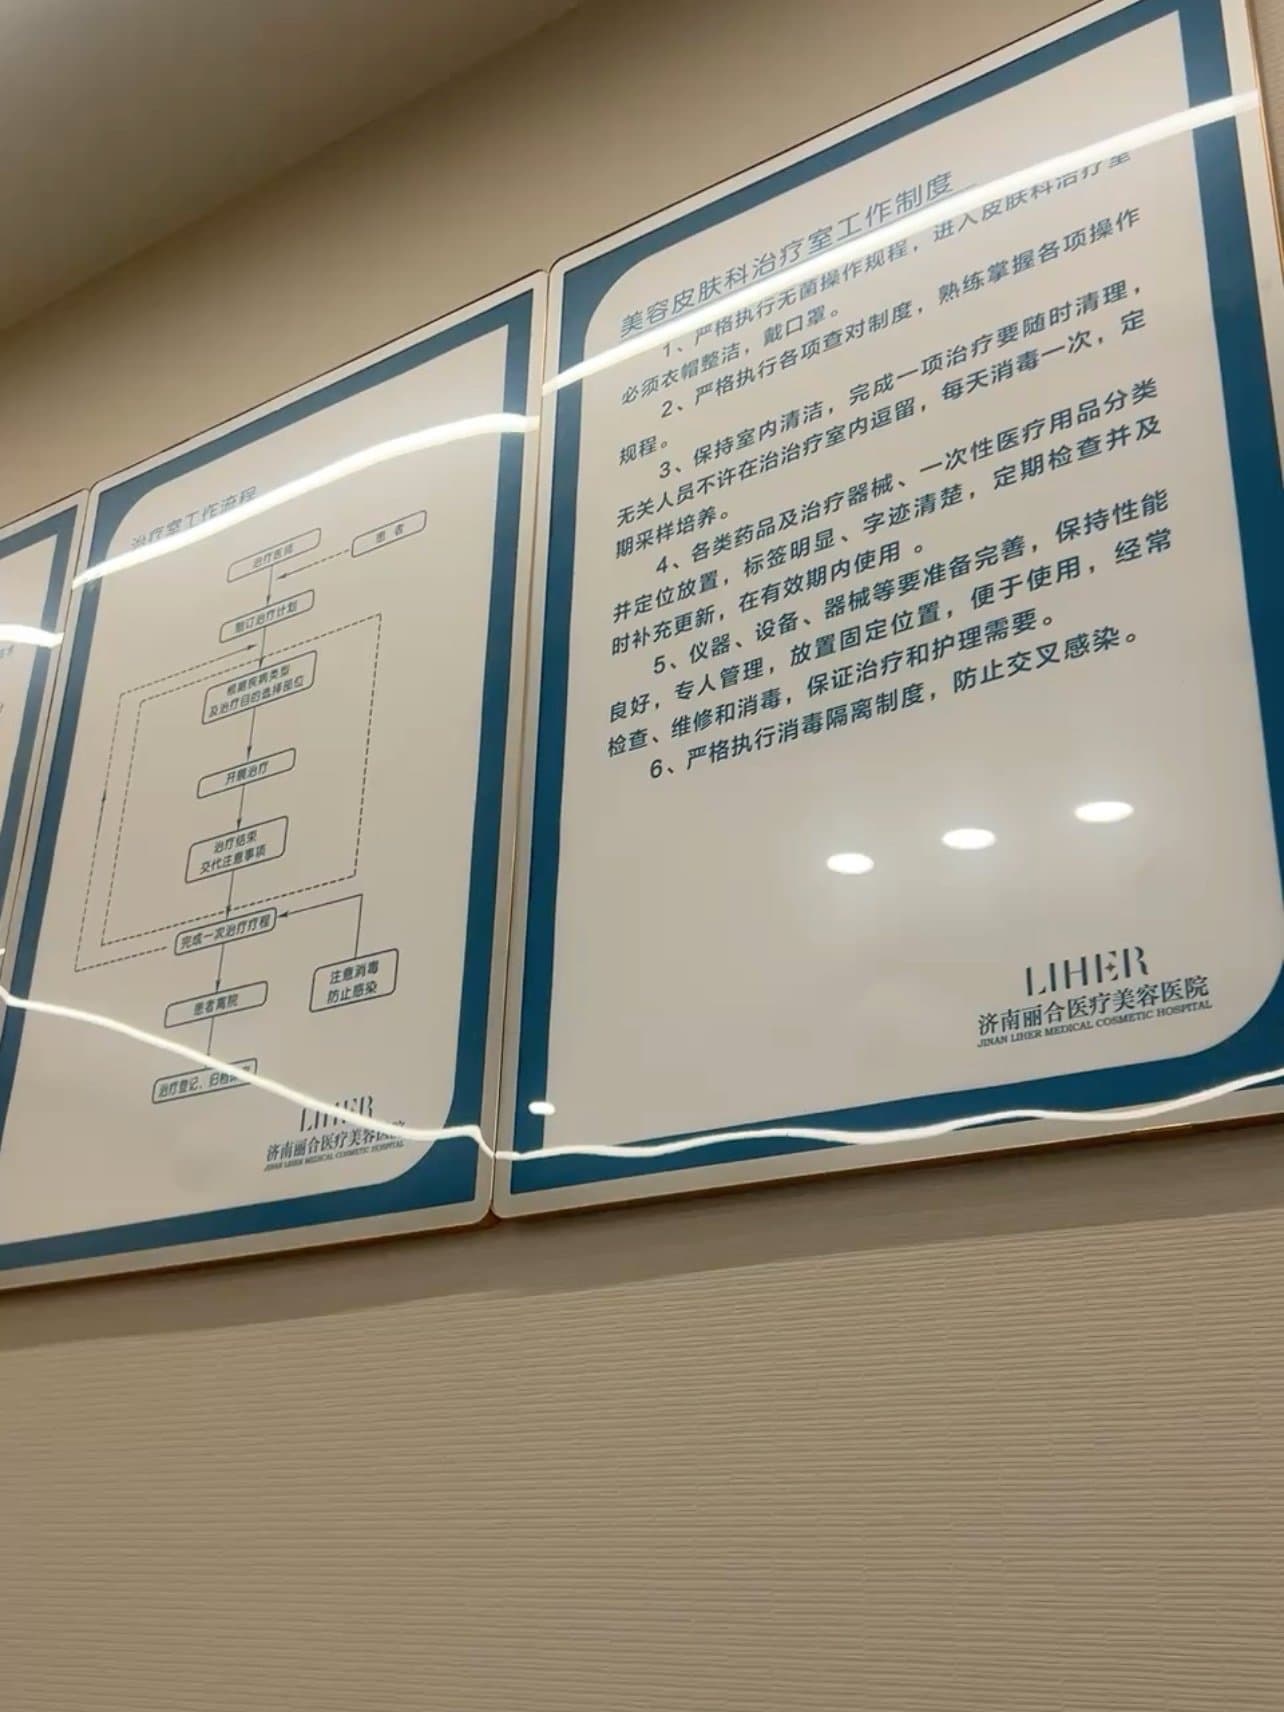 治疗室工作流程
治疗医师
患者
制订治疗计划
根据疾病类型
及治疗目的选择部位
开展治疗
治疗结束
交代注意事项
完成一次治疗疗程
注意消毒
防止感染
患者离院
治疗登记、归档
LIHER
济南丽合医疗美容医院
JINAN LIHER MEDICAL COSMETIC HOSPITAL
美容皮肤科治疗室工作制度
1、严格执行无菌操作规程，进入皮肤科治疗室
必须衣帽整洁，戴口罩。
2、严格执行各项查对制度，熟练掌握各项操作
规程。
3、保持室内清洁，完成一项治疗要随时清理，
无关人员不许在治治疗室内逗留，每天消毒一次，定
期采样培养。
4、各类药品及治疗器械、一次性医疗用品分类
并定位放置，标签明显、字迹清楚，定期检查并及
时补充更新，在有效期内使用 。
5、仪器、设备、器械等要准备完善，保持性能
良好，专人管理，放置固定位置，便于使用，经常
检查、维修和消毒，保证治疗和护理需要。
6、严格执行消毒隔离制度，防止交叉感染。
LIHER
济南丽合医疗美容医院
JINAN LIHER MEDICAL COSMETIC HOSPITAL